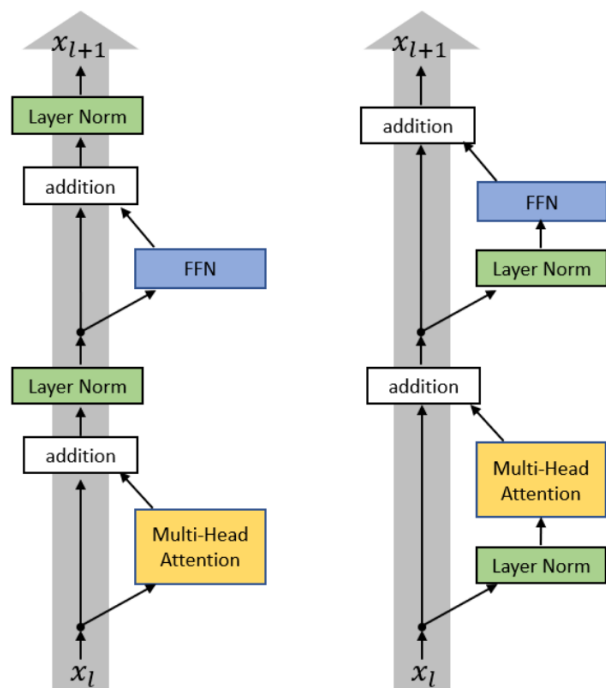 x_{l+1}
Layer Norm
addition
FFN
Layer Norm
addition
Multi-Head
Attention
x_l
x_{l+1}
addition
FFN
Layer Norm
addition
Multi-Head
Attention
Layer Norm
x_l